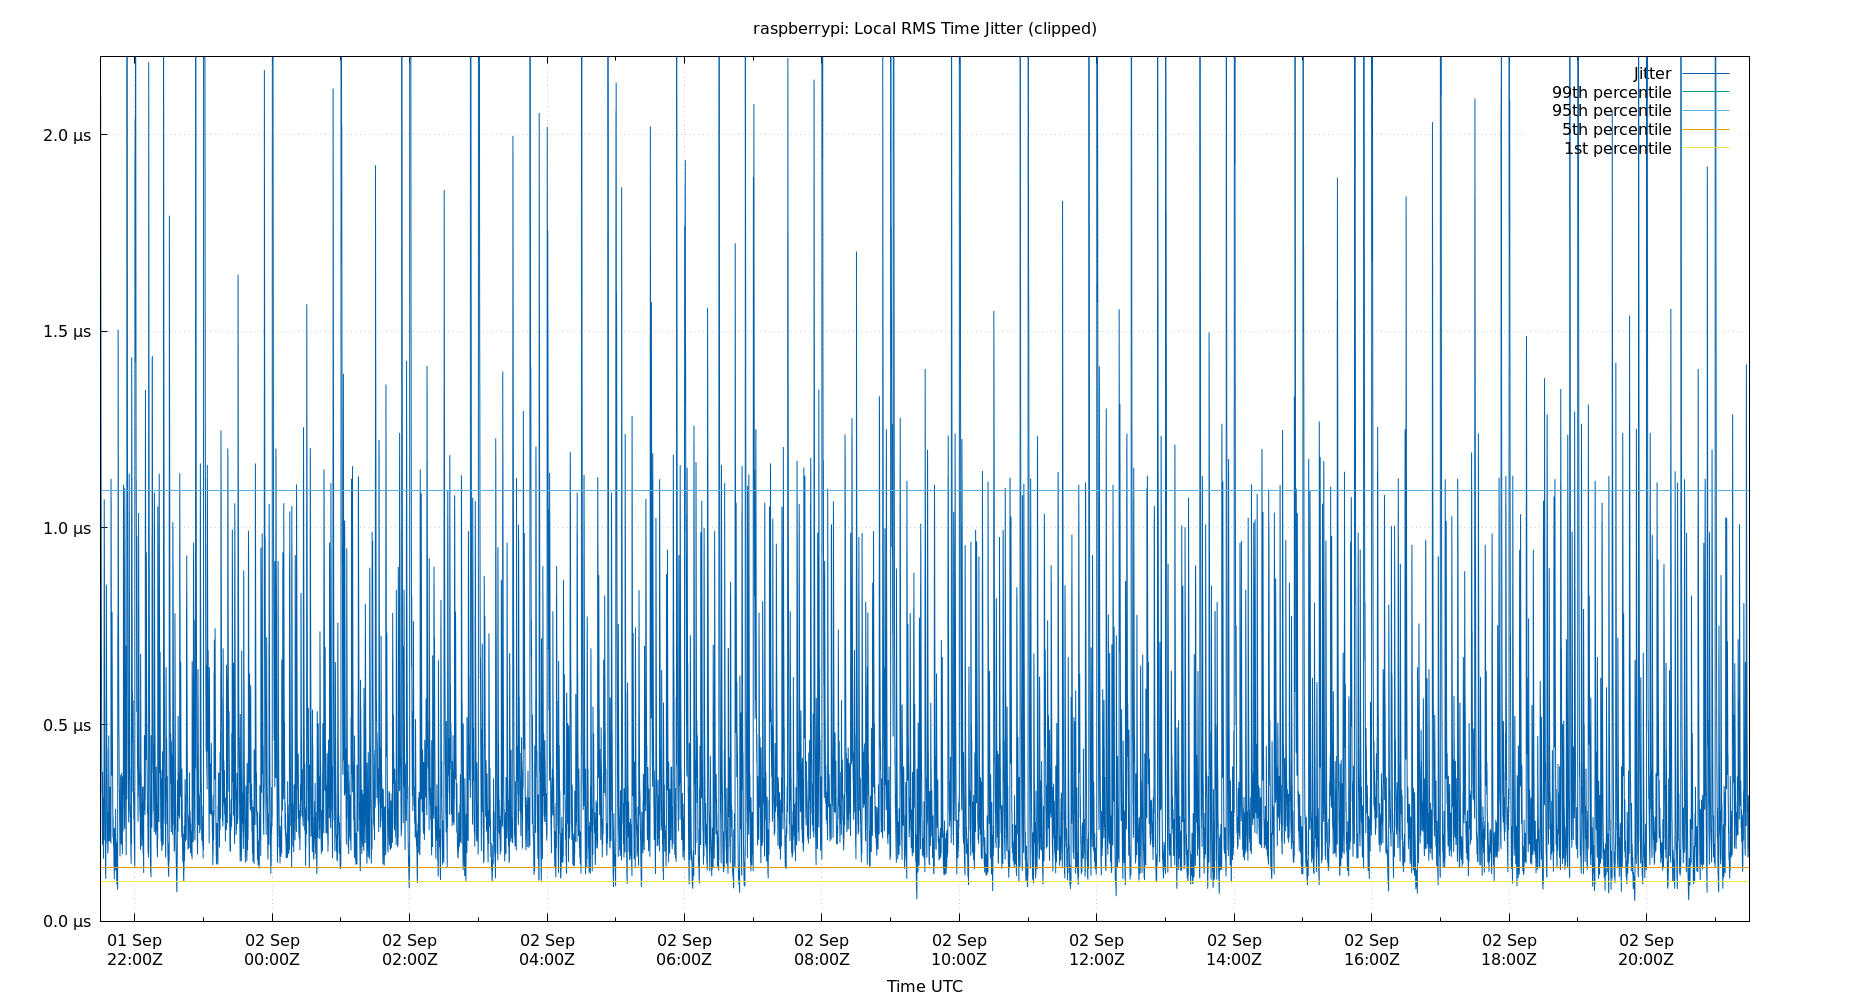 raspberrypi: Local RMS Time Jitter (clipped)
Jitter
99th percentile
95th percentile
5th percentile
1st percentile
2.0 µs
1.5 µs
1.0 µs
0.5 µs
0.0 µs
01 Sep 02 Sep 02 Sep 02 Sep 02 Sep 02 Sep 02 Sep 02 Sep 02 Sep 02 Sep 02 Sep 02 Sep
22:00Z 00:00Z 02:00Z 04:00Z 06:00Z 08:00Z 10:00Z 12:00Z 14:00Z 16:00Z 18:00Z 20:00Z
Time UTC